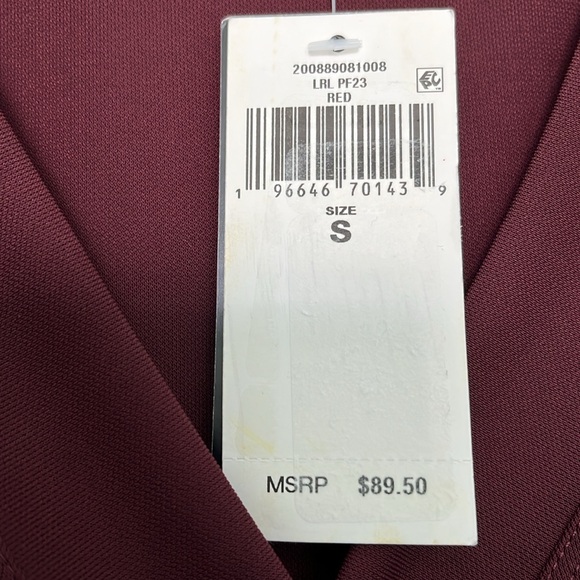 200889081008
LRL PF23
RED
1 96646 70143 9
SIZE
S
MSRP $89.50